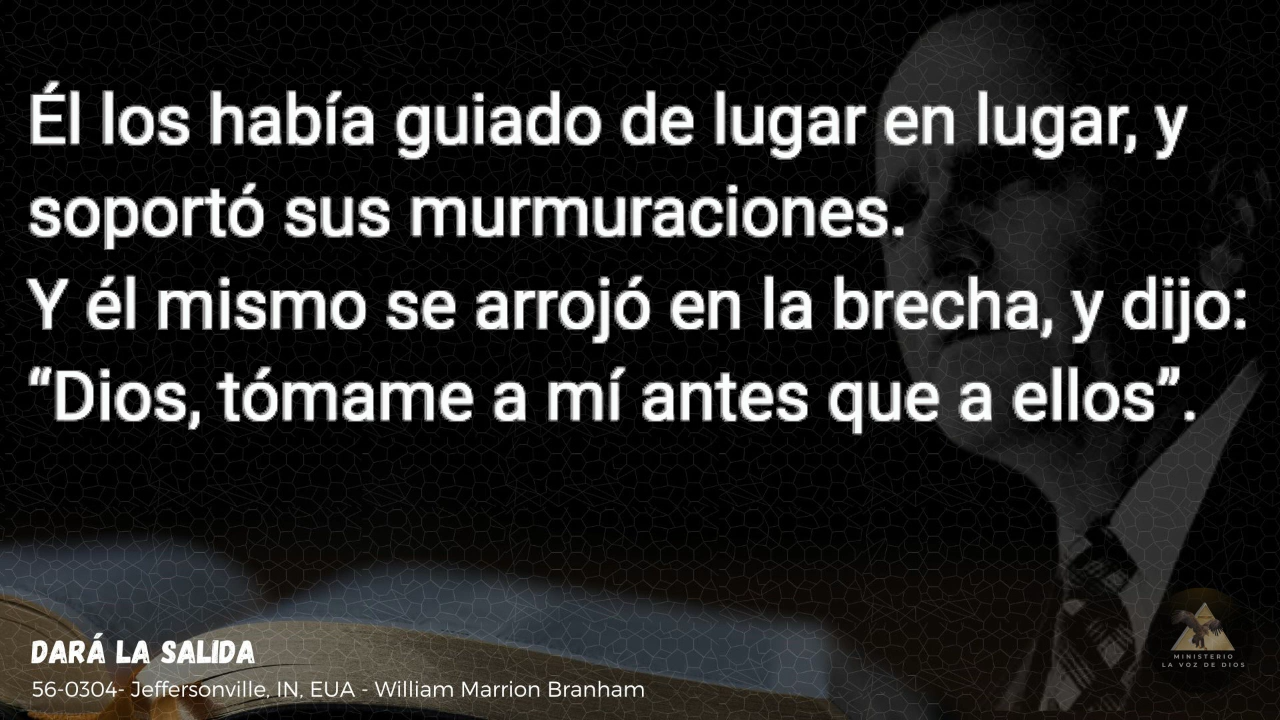 Él los había guiado de lugar en lugar, y
soportó sus murmuraciones.
Y él mismo se arrojó en la brecha, y dijo:
“Dios, tómame a mí antes que a ellos”.
DARÁ LA SALIDA
56-0304- Jeffersonville, IN, EUA - William Marrion Branham
MINISTERIO
LA VOZ DE DIOS